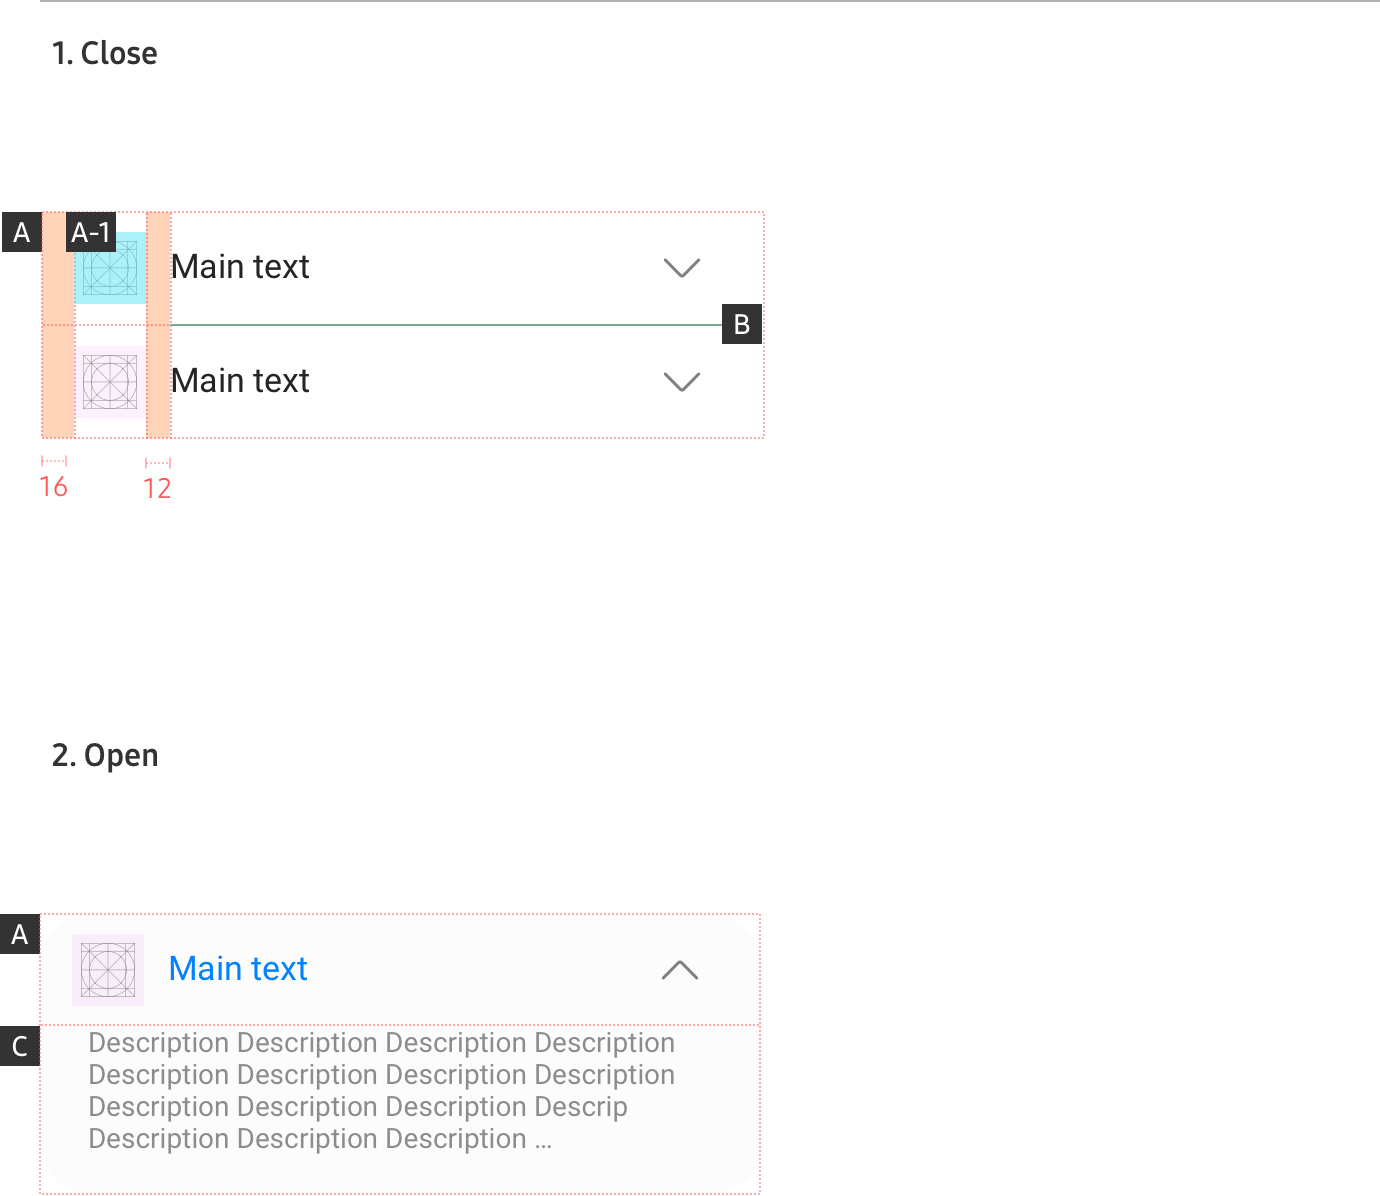 1. Close
A
A-1
Main text
B
Main text
16
12
2. Open
A
Main text
C
Description Description Description Description
Description Description Description Description
Description Description Description Descrip
Description Description Description ...